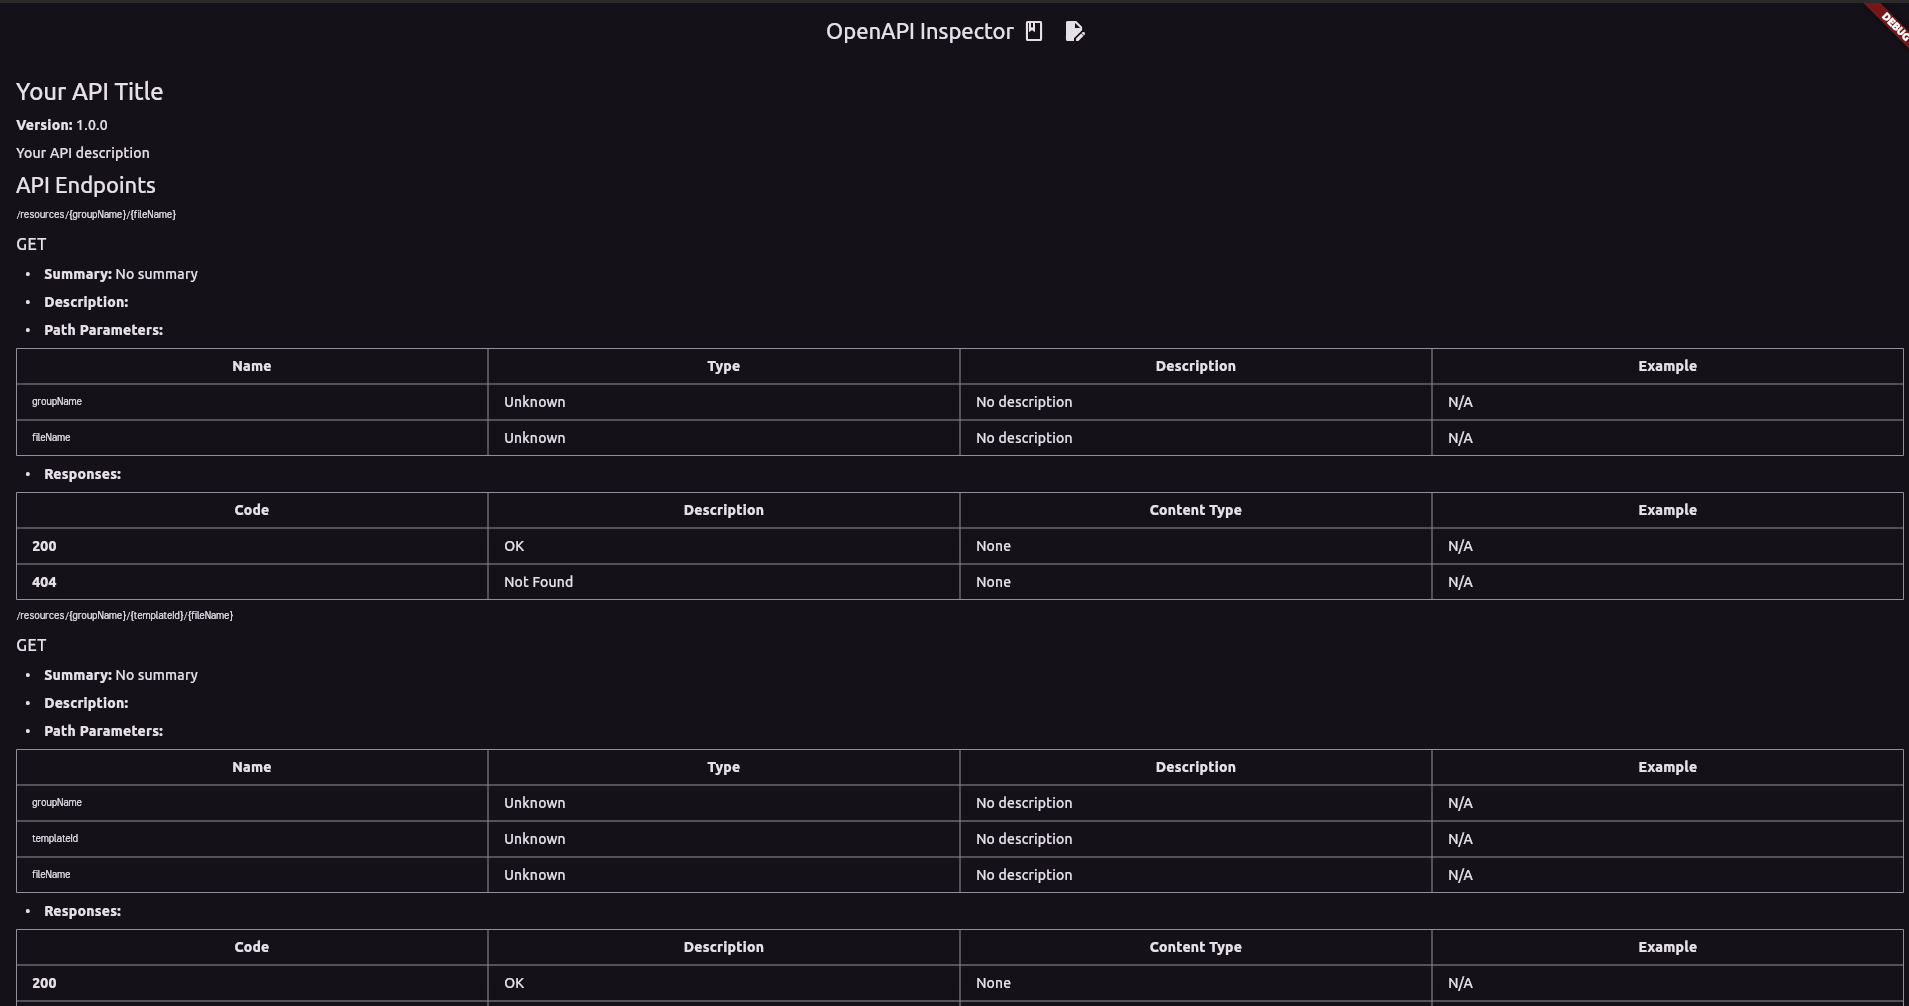 OpenAPI Inspector
DEBUG
Your API Title
Version: 1.0.0
Your API description
API Endpoints
/resources/{groupName}/{fileName}
GET
• Summary: No summary
• Description:
• Path Parameters:
Name Type Description Example
groupName Unknown No description N/A
fileName Unknown No description N/A
• Responses:
Code Description Content Type Example
200 OK None N/A
404 Not Found None N/A
/resources/{groupName}/{templateId}/{fileName}
GET
• Summary: No summary
• Description:
• Path Parameters:
Name Type Description Example
groupName Unknown No description N/A
templateId Unknown No description N/A
fileName Unknown No description N/A
• Responses:
Code Description Content Type Example
200 OK None N/A